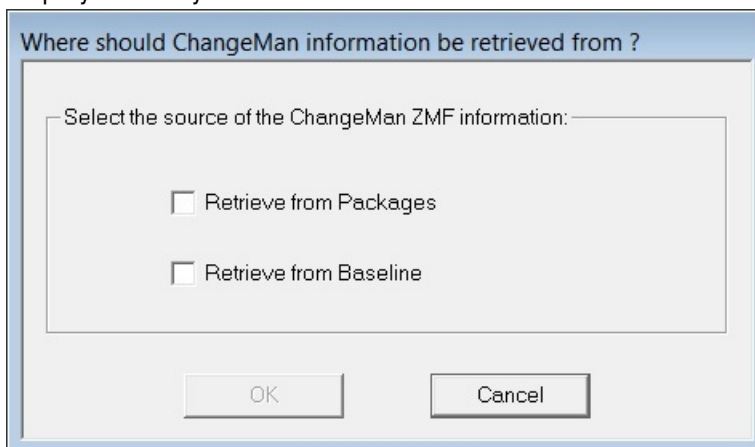 Where should ChangeMan information be retrieved from ?
Select the source of the ChangeMan ZMF information:
Retrieve from Packages
Retrieve from Baseline
OK
Cancel